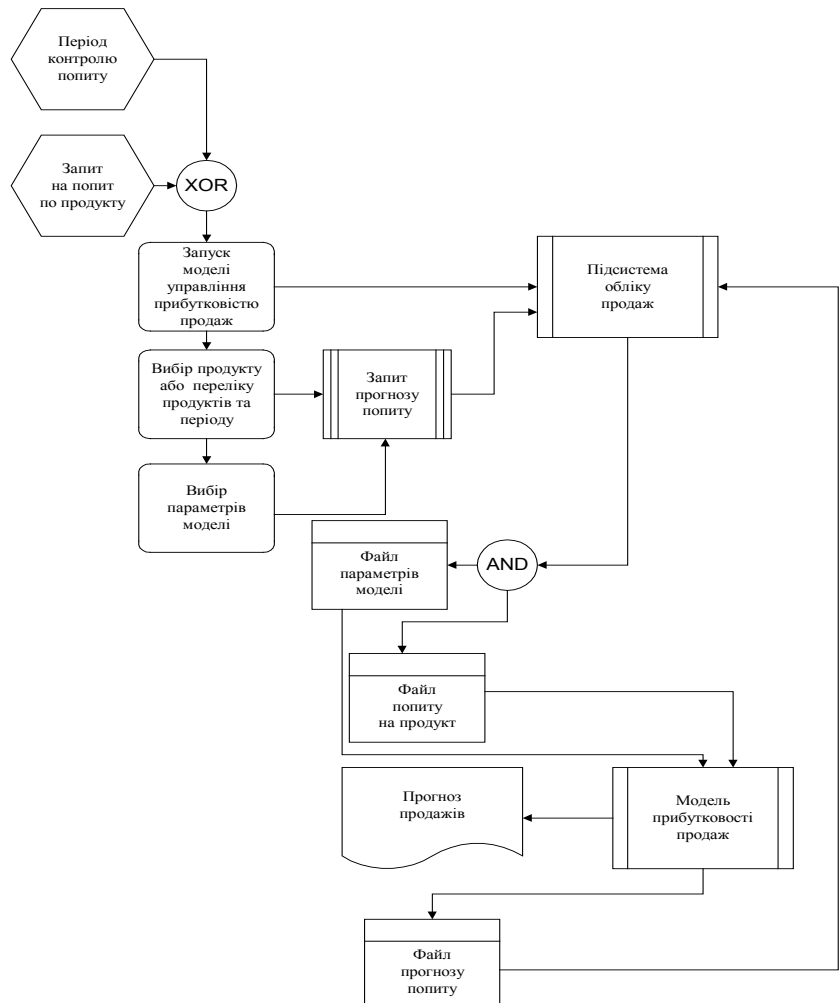 Період
контролю
попиту
Запит
на попит
по продукту
XOR
Запуск
моделі
управління
прибутковістю
продаж
Підсистема
обліку
продаж
Вибір продукту
або переліку
продуктів та
періоду
Запит
прогнозу
попиту
Вибір
параметрів
моделі
Файл
параметрів
моделі
AND
Файл
попиту
на продукт
Прогноз
продажів
Модель
прибутковості
продаж
Файл
прогнозу
попиту